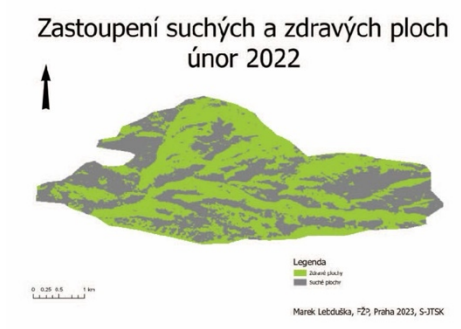 Zastoupení suchých a zdravých ploch
únor 2022
Legenda
Zdravé plochy
Suché plochy
0 0.25 0.5 1 km
Marek Lebduška, FŽP, Praha 2023, S-JTSK